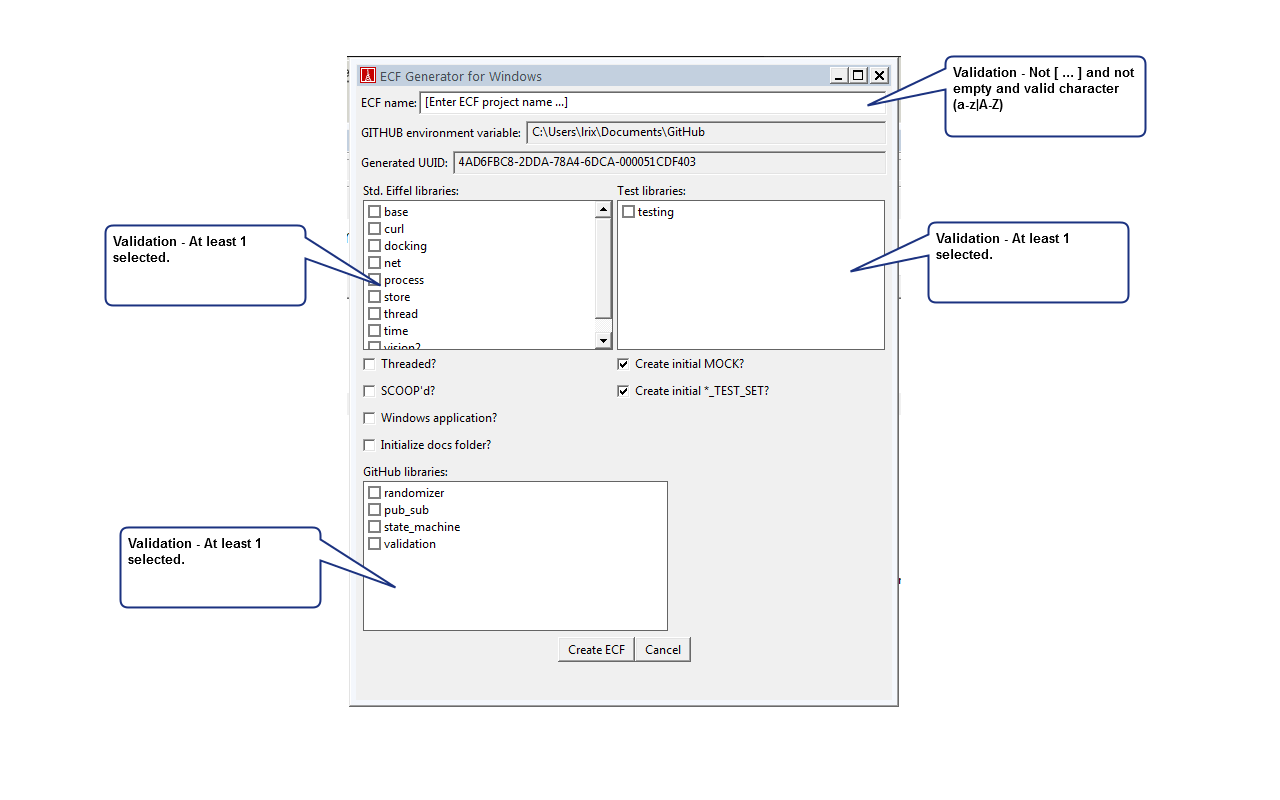 ECF Generator for Windows
Validation - Not [ ... ] and not
empty and valid character
(a-z|A-Z)
ECF name: [Enter ECF project name ...]
GITHUB environment variable: C:\Users\Irix\Documents\GitHub
Generated UUID: 4AD6FBC8-2DDA-78A4-6DCA-000051CDF403
Std. Eiffel libraries:
Test libraries:
base
curl
docking
net
process
store
thread
time
vision2
testing
Validation - At least 1
selected.
Validation - At least 1
selected.
Threaded?
Create initial MOCK?
SCOOP'd?
Create initial *_TEST_SET?
Windows application?
Initialize docs folder?
GitHub libraries:
randomizer
pub_sub
state_machine
validation
Validation - At least 1
selected.
Create ECF
Cancel